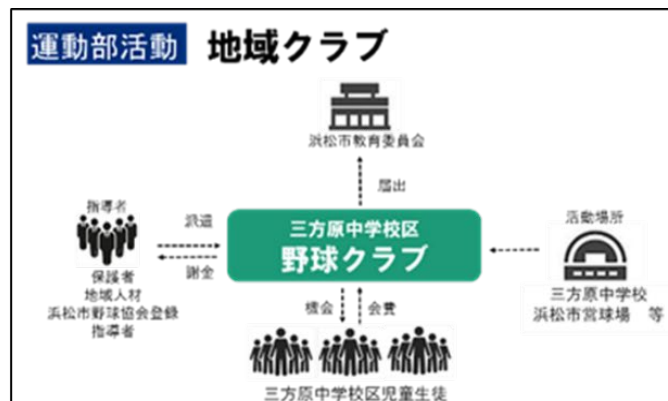 運動部活動 地域クラブ
浜松市教育委員会
届出
指導者
派遣
謝金
保護者
地域人材
浜松市野球協会登録
指導者
三方原中学校区
野球クラブ
活動場所
三方原中学校
浜松市営球場 等
機会
会費
三方原中学校区児童生徒